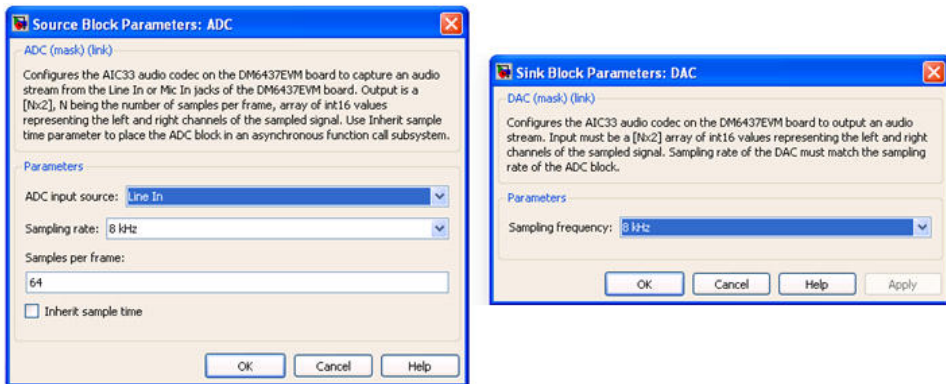 Source Block Parameters: ADC
ADC (mask) (link)
Configures the AIC33 audio codec on the DM6437EVM board to capture an audio
stream from the Line In or Mic In jacks of the DM6437EVM board. Output is a
[Nx2], N being the number of samples per frame, array of int16 values
representing the left and right channels of the sampled signal. Use Inherit sample
time parameter to place the ADC block in an asynchronous function call subsystem.
Parameters
ADC input source: Line In
Sampling rate: 8 kHz
Samples per frame:
64
Inherit sample time
OK Cancel Help
Sink Block Parameters: DAC
DAC (mask) (link)
Configures the AIC33 audio codec on the DM6437EVM board to output an audio
stream. Input must be a [Nx2] array of int16 values representing the left and right
channels of the sampled signal. Sampling rate of the DAC must match the sampling
rate of the ADC block.
Parameters
Sampling frequency: 8 kHz
OK Cancel Help Apply